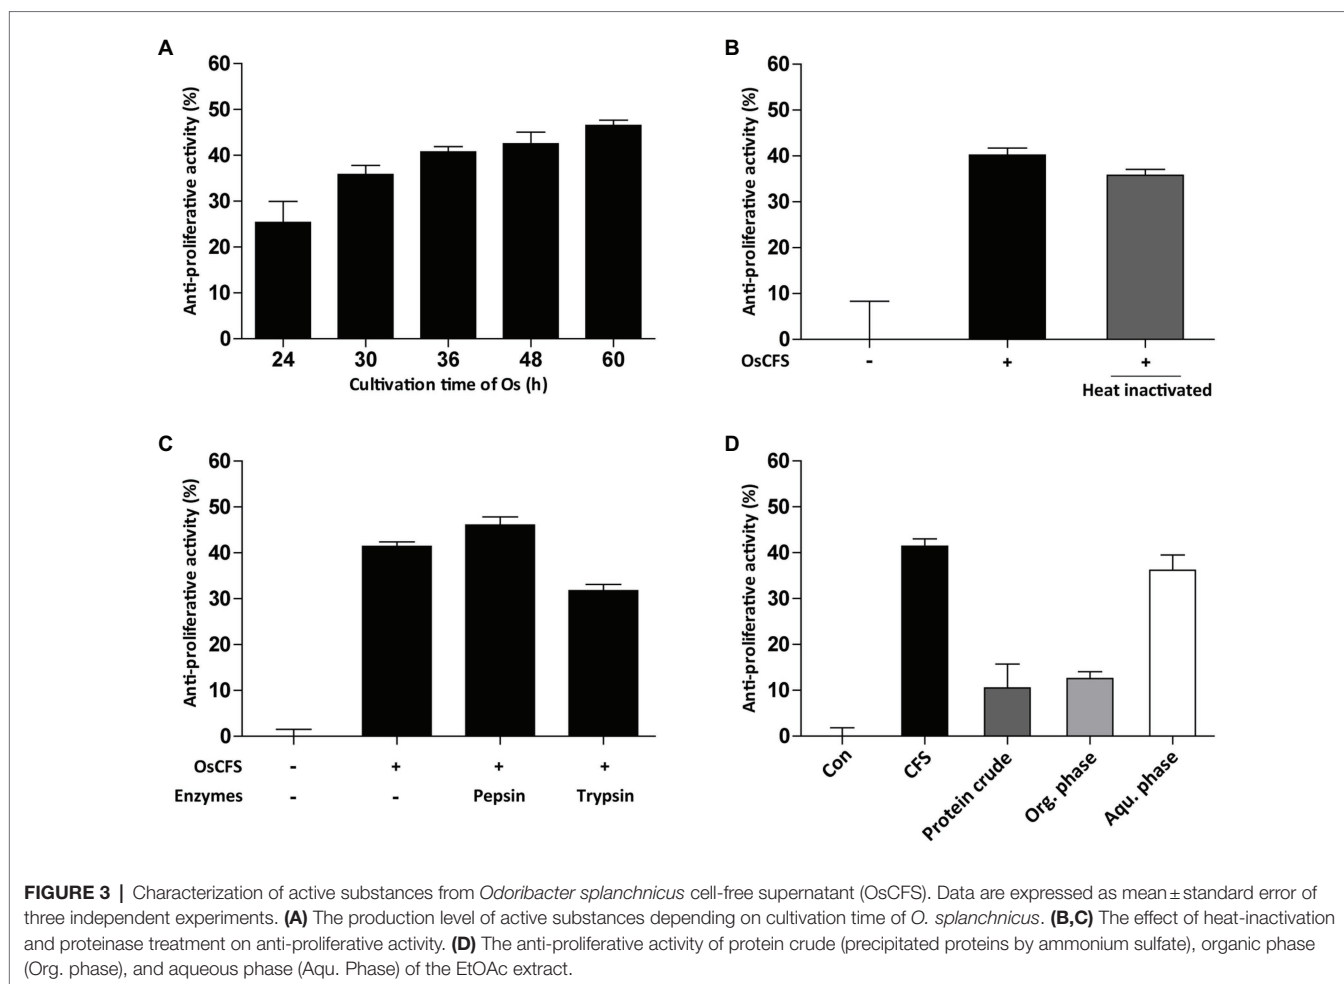 A
Anti-proliferative activity (%)
60
50
40
30
20
10
0
24 30 36 48 60
Cultivation time of Os (h)
B
Anti-proliferative activity (%)
60
50
40
30
20
10
0
OsCFS - + +
Heat inactivated
C
Anti-proliferative activity (%)
60
50
40
30
20
10
0
OsCFS - + + +
Enzymes - - Pepsin Trypsin
D
Anti-proliferative activity (%)
60
50
40
30
20
10
0
Con
CFS
Protein crude
Org. phase
Aqu. phase
FIGURE 3 | Characterization of active substances from Odoribacter splanchnicus cell-free supernatant (OsCFS). Data are expressed as mean ± standard error of
three independent experiments. (A) The production level of active substances depending on cultivation time of O. splanchnicus. (B,C) The effect of heat-inactivation
and proteinase treatment on anti-proliferative activity. (D) The anti-proliferative activity of protein crude (precipitated proteins by ammonium sulfate), organic phase
(Org. phase), and aqueous phase (Aqu. Phase) of the EtOAc extract.